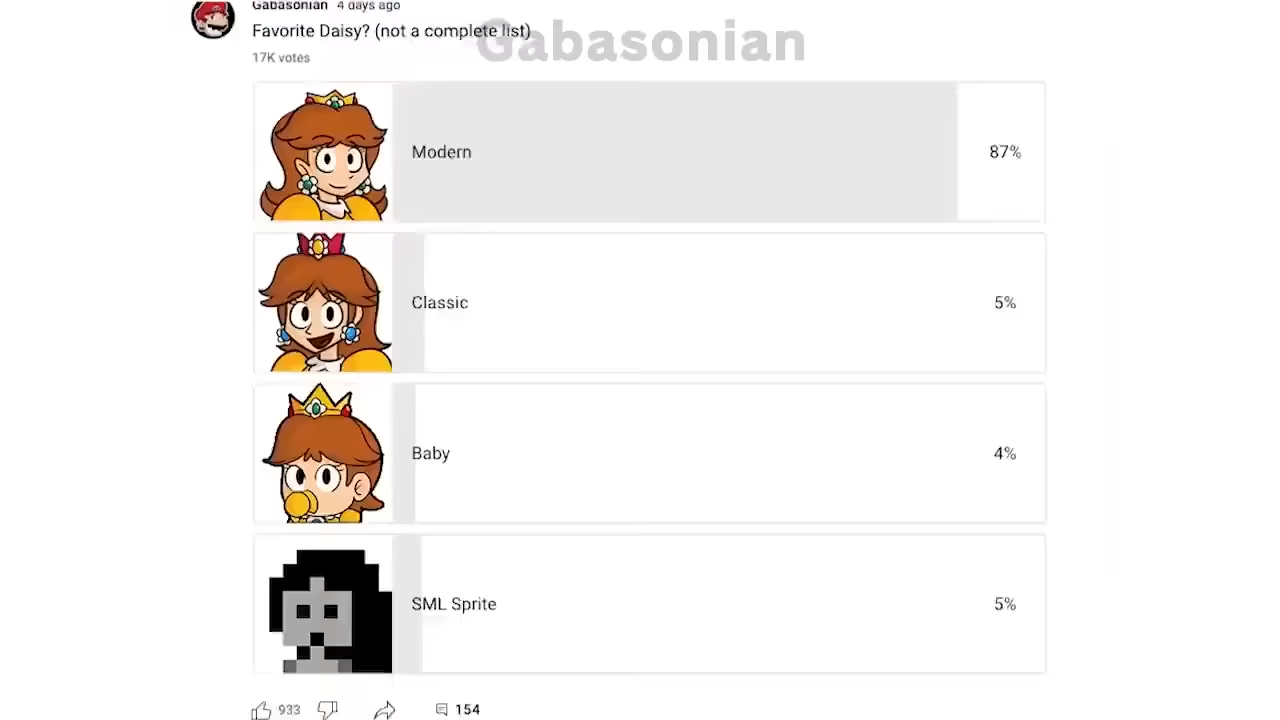 Gabasonian 4 days ago
Favorite Daisy? (not a complete list)
Gabasonian
17K votes
Modern
87%
Classic
5%
Baby
4%
SML Sprite
5%
933
154